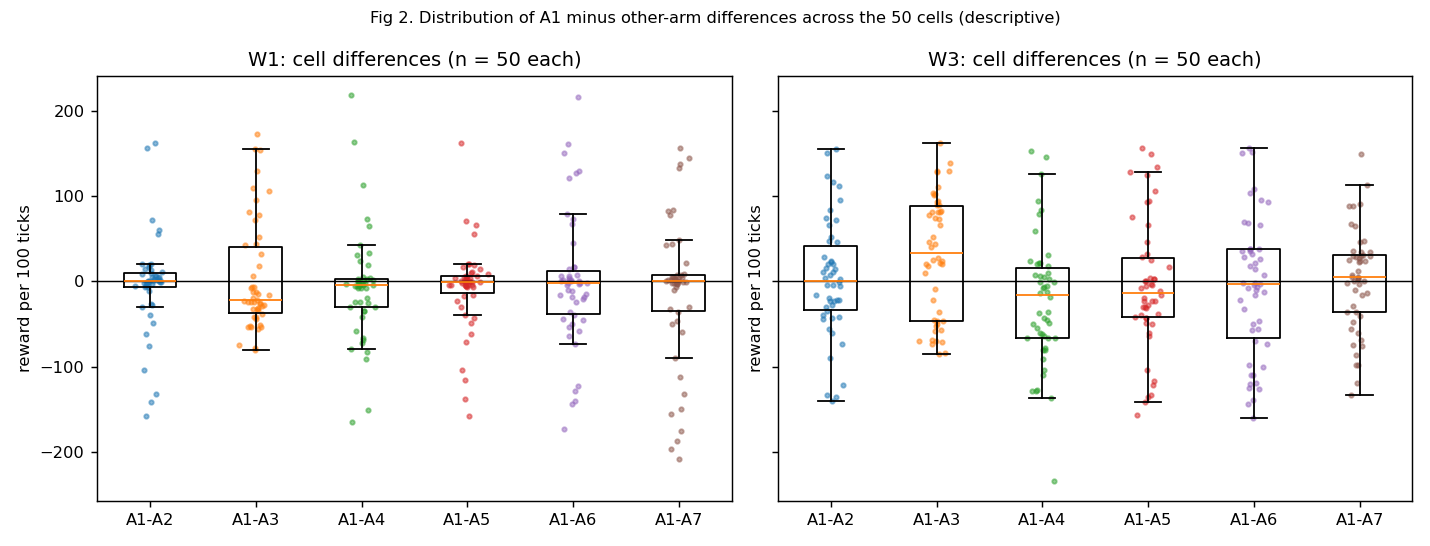 Fig 2. Distribution of A1 minus other-arm differences across the 50 cells (descriptive)
W1: cell differences (n = 50 each)
reward per 100 ticks
200
100
0
−100
−200
A1-A2 A1-A3 A1-A4 A1-A5 A1-A6 A1-A7
W3: cell differences (n = 50 each)
reward per 100 ticks
A1-A2 A1-A3 A1-A4 A1-A5 A1-A6 A1-A7